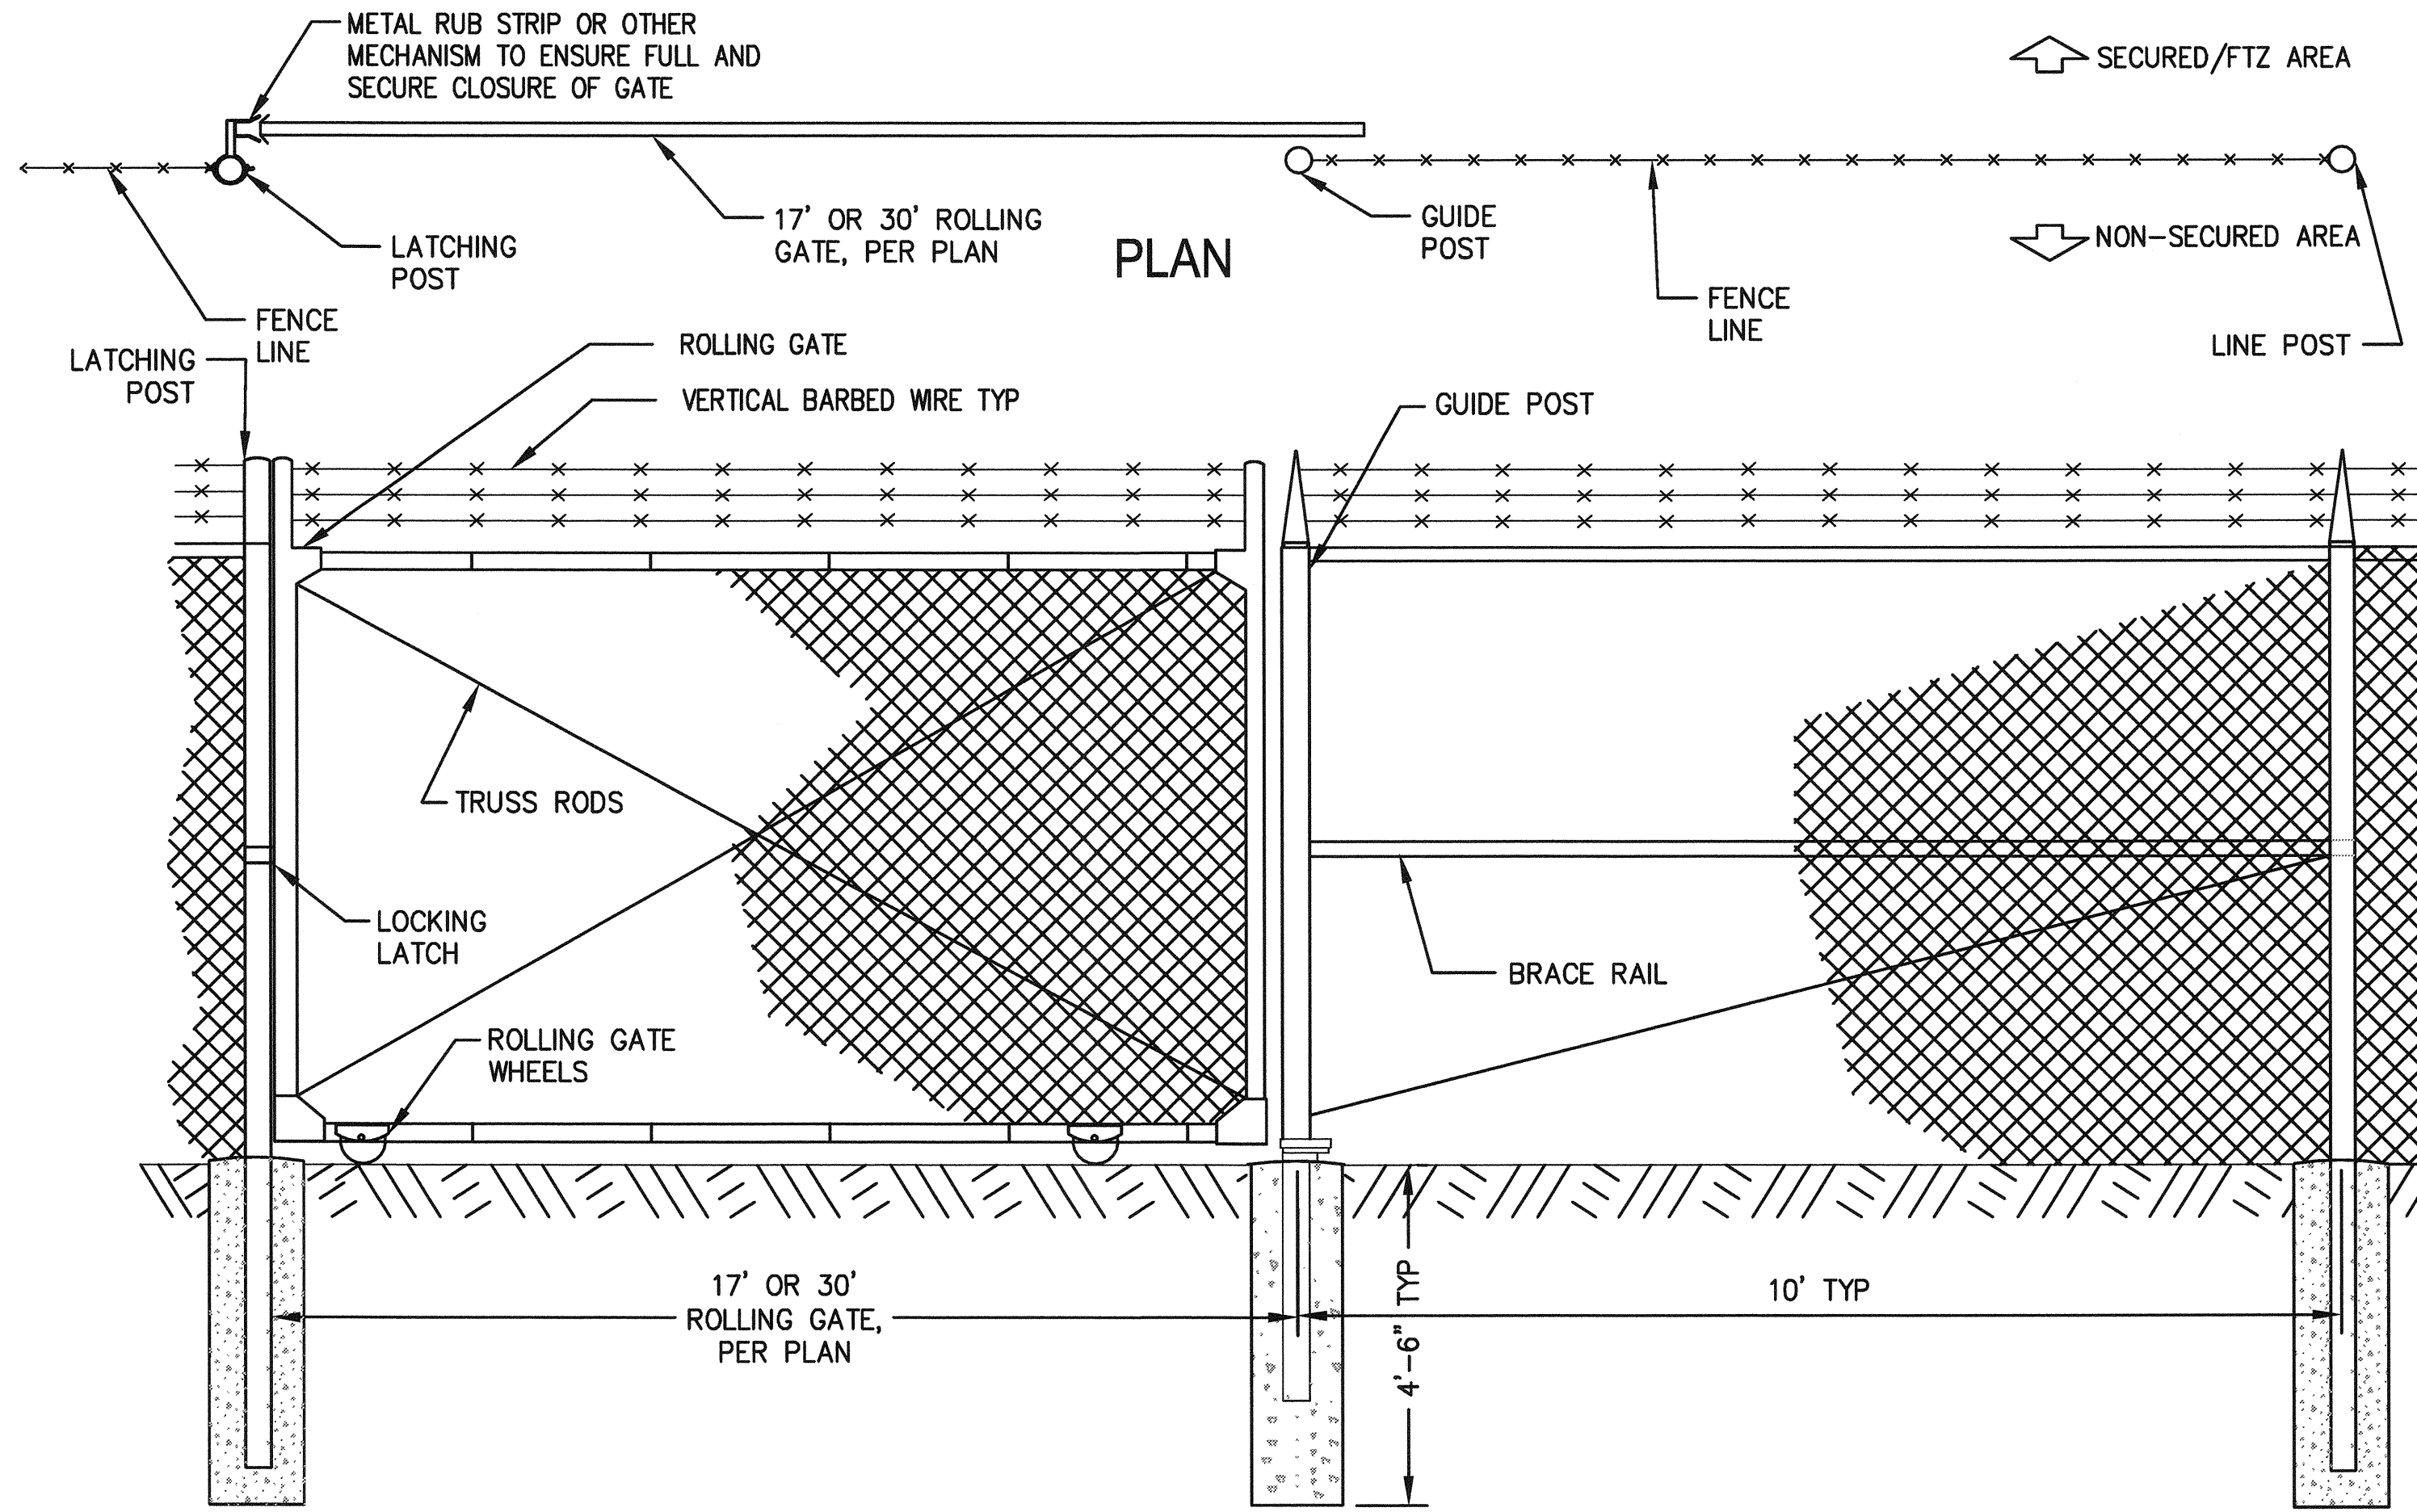 METAL RUB STRIP OR OTHER
MECHANISM TO ENSURE FULL AND
SECURE CLOSURE OF GATE
SECURED/FTZ AREA
17' OR 30' ROLLING
GATE, PER PLAN
LATCHING
POST
PLAN
GUIDE
POST
NON-SECURED AREA
FENCE
LINE
FENCE
LINE
LINE POST
LATCHING
POST
ROLLING GATE
VERTICAL BARBED WIRE TYP
GUIDE POST
TRUSS RODS
LOCKING
LATCH
BRACE RAIL
ROLLING GATE
WHEELS
17' OR 30'
ROLLING GATE,
PER PLAN
4'-6" TYP
10' TYP